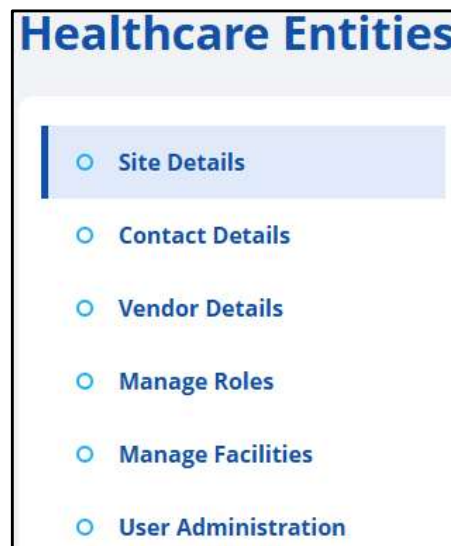 Healthcare Entities
Site Details
Contact Details
Vendor Details
Manage Roles
Manage Facilities
User Administration